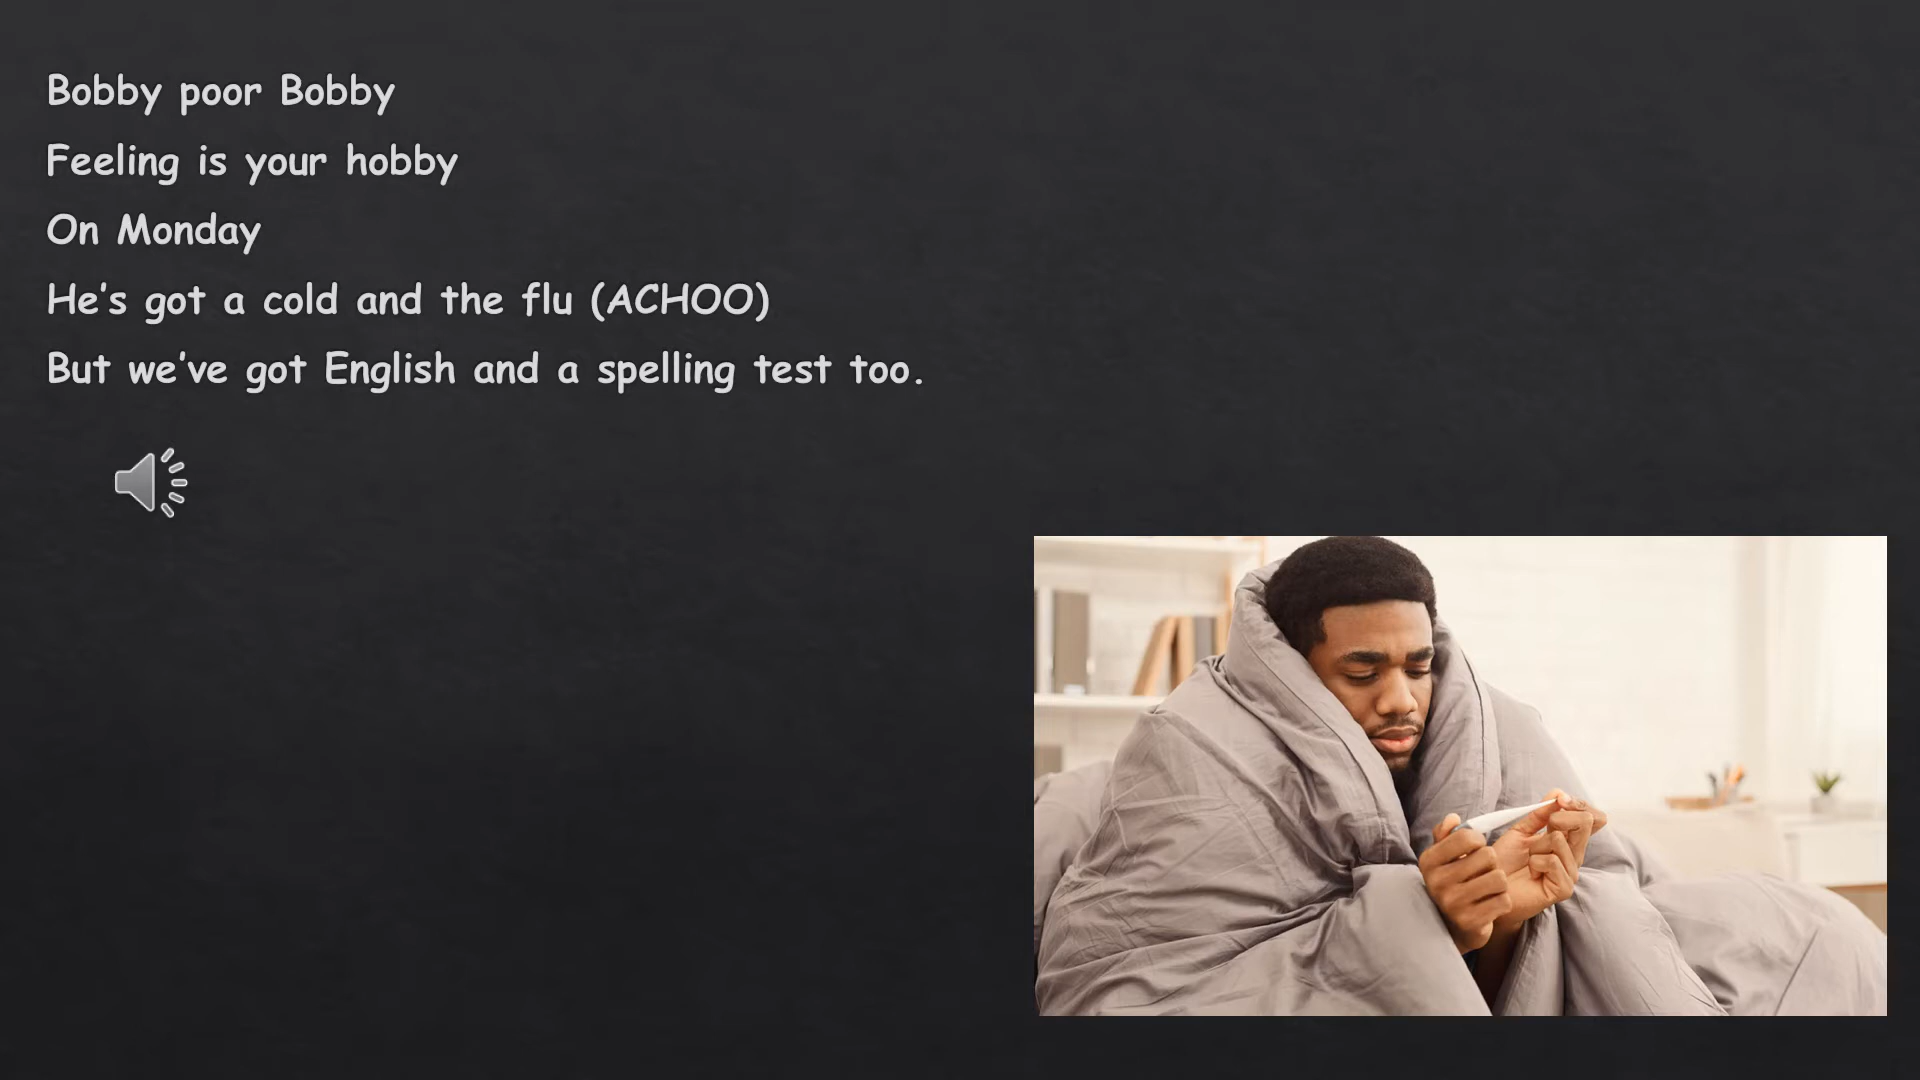 Bobby poor Bobby
Feeling is your hobby
On Monday
He's got a cold and the flu (ACHOO)
But we've got English and a spelling test too.